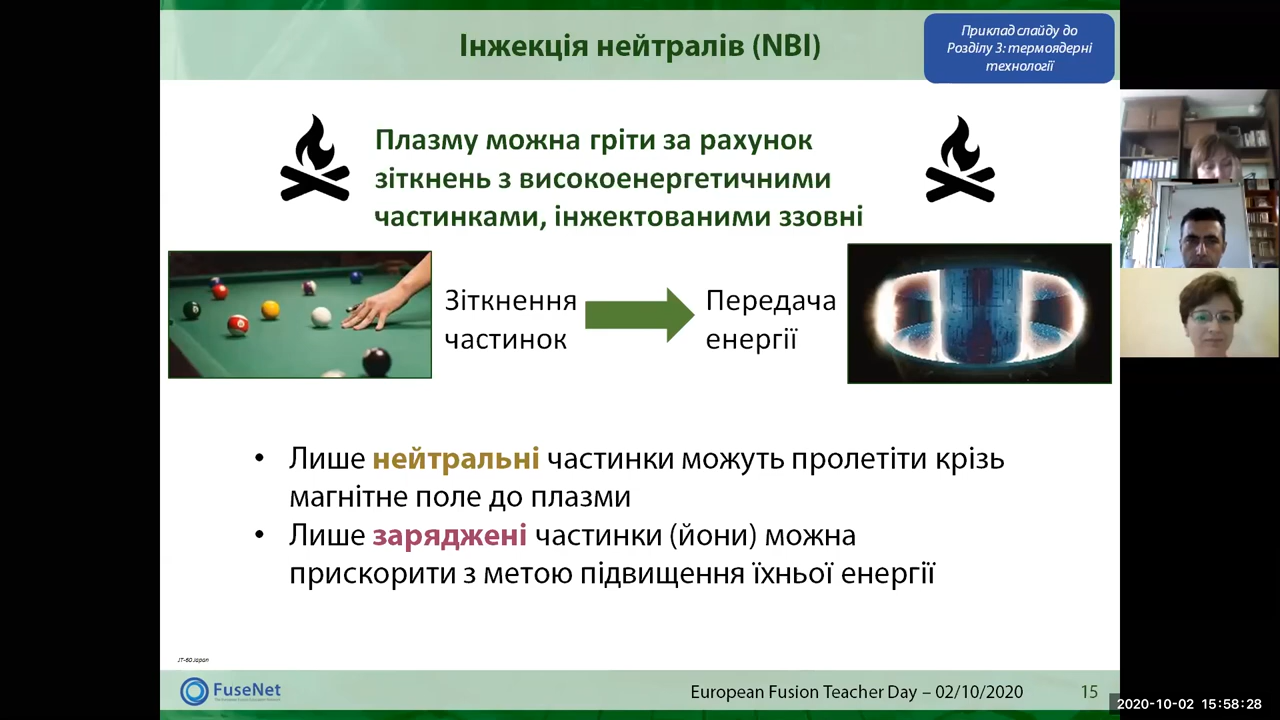 Інжекція нейтралів (NBI)
Приклад слайду до
Розділу 3: термоядерні
технології
Плазму можна гріти за рахунок
зіткнень з високоенергетичними
частинками, інжектованими ззовні
Зіткнення
частинок
Передача
енергії
• Лише нейтральні частинки можуть пролетіти крізь
магнітне поле до плазми
• Лише заряджені частинки (йони) можна
прискорити з метою підвищення їхньої енергії
JT-60 Japan
FuseNet
European Fusion Teacher Day – 02/10/2020
15
2020-10-02 15:58:28